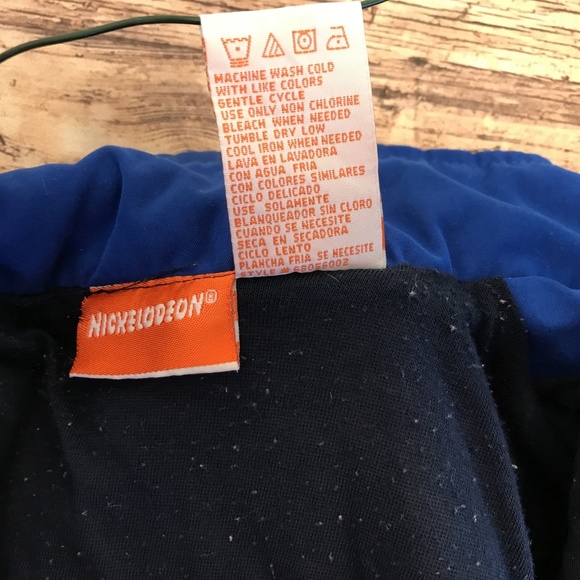 MACHINE WASH COLD
WITH LIKE COLORS
GENTLE CYCLE
USE ONLY NON CHLORINE
BLEACH WHEN NEEDED
TUMBLE DRY LOW
COOL IRON WHEN NEEDED
LAVA EN LAVADORA
CON AGUA FRIA
CON COLORES SIMILARES
CICLO DELICADO
USE SOLAMENTE
BLANQUEADOR SIN CLORO
CUANDO SE NECESITE
SECA EN SECADORA
CICLO LENTO
PLANCHA FRIA SE NECESITE
STYLE # 68056002
NICKELODEON®